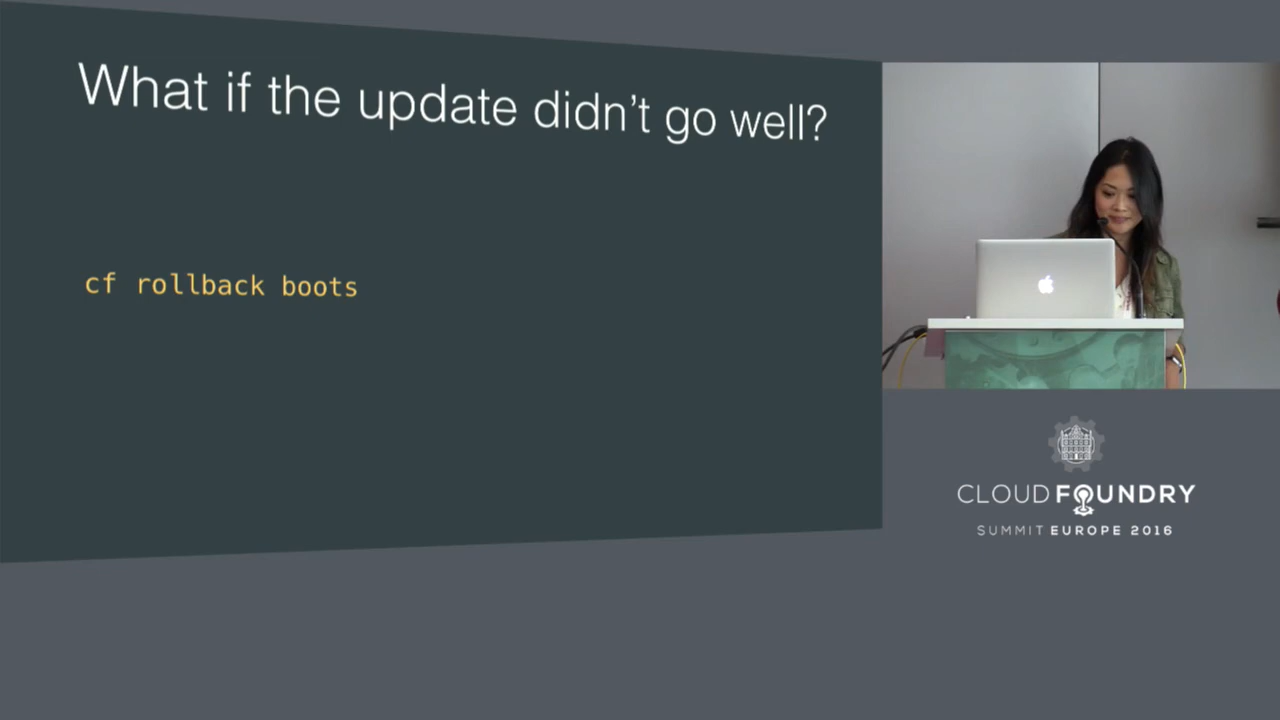 What if the update didn't go well?
cf rollback boots
CLOUD FOUNDRY
SUMMIT EUROPE 2016